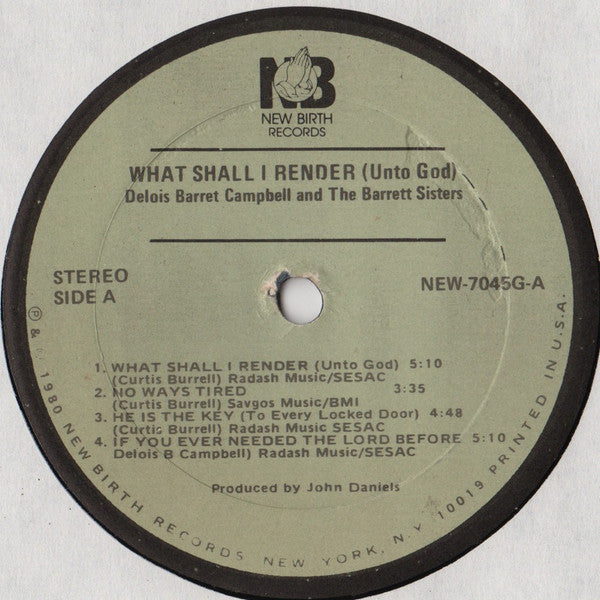 NB
NEW BIRTH
RECORDS
WHAT SHALL I RENDER (Unto God)
Delois Barret Campbell and The Barrett Sisters
STEREO
SIDE A
NEW-7045G-A
1. WHAT SHALL I RENDER (Unto God) 5:10
(Curtis Burrell) Radash Music/SESAC
2. NO WAYS TIRED 3:35
(Curtis Burrell) Savgos Music/BMI
3. HE IS THE KEY (To Every Locked Door) 4:48
(Curtis Burrell) Radash Music SESAC
4. IF YOU EVER NEEDED THE LORD BEFORE 5:10
Delois B Campbell) Radash Music/SESAC
Produced by John Daniels
℗ & © 1980 NEW BIRTH RECORDS, NEW YORK, N.Y. 10019 PRINTED IN U.S.A.